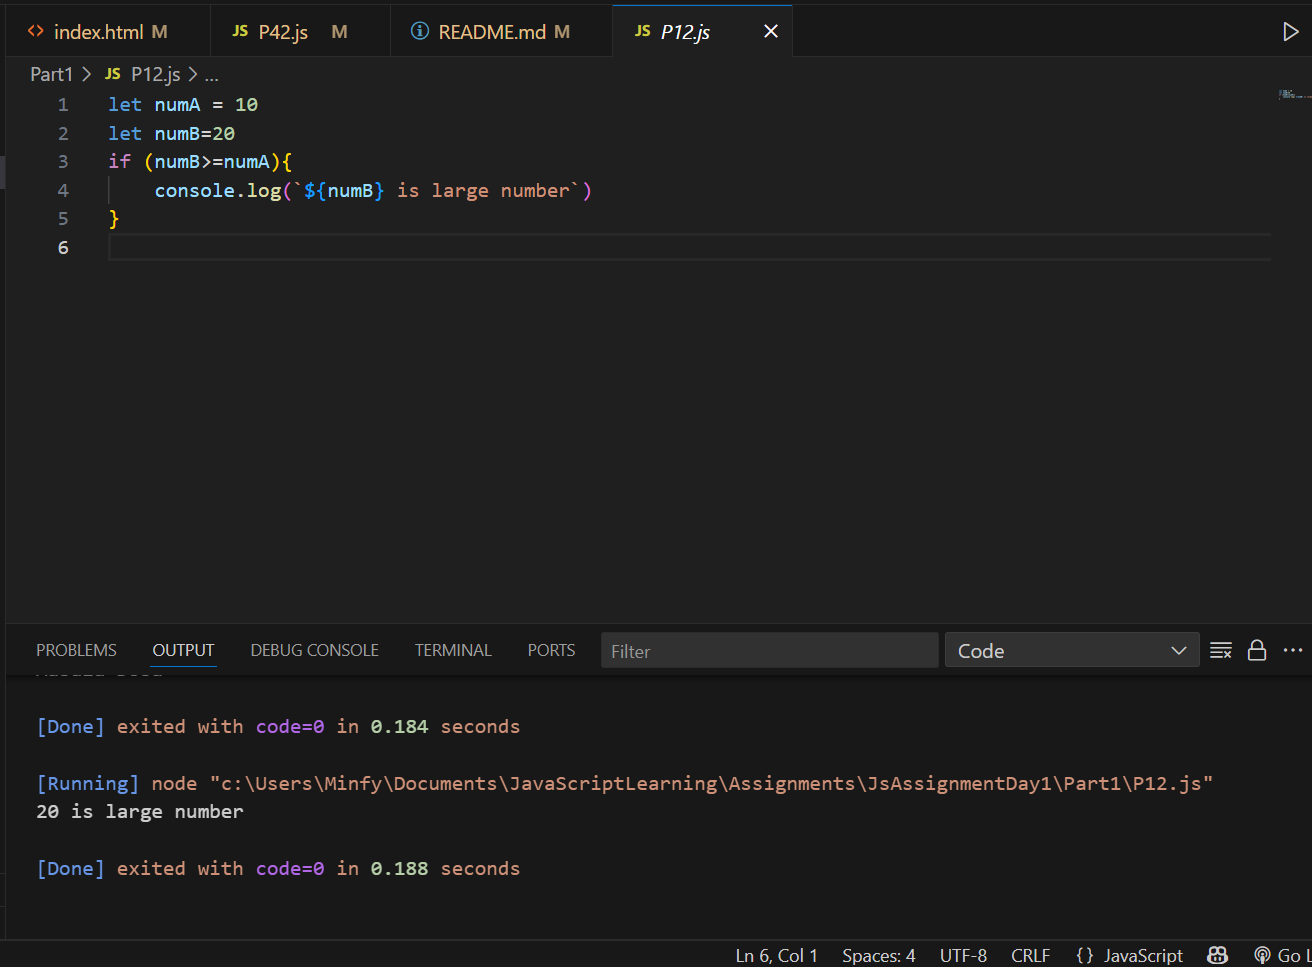 <> index.html M JS P42.js M README.md M JS P12.js
Part1 > JS P12.js > ...
1 let numA = 10
2 let numB=20
3 if (numB>=numA){
4 console.log(`${numB} is large number`)
5 }
6
PROBLEMS OUTPUT DEBUG CONSOLE TERMINAL PORTS Filter Code
[Done] exited with code=0 in 0.184 seconds
[Running] node "c:\Users\Minfy\Documents\JavaScriptLearning\Assignments\JsAssignmentDay1\Part1\P12.js"
20 is large number
[Done] exited with code=0 in 0.188 seconds
Ln 6, Col 1 Spaces: 4 UTF-8 CRLF {} JavaScript Go